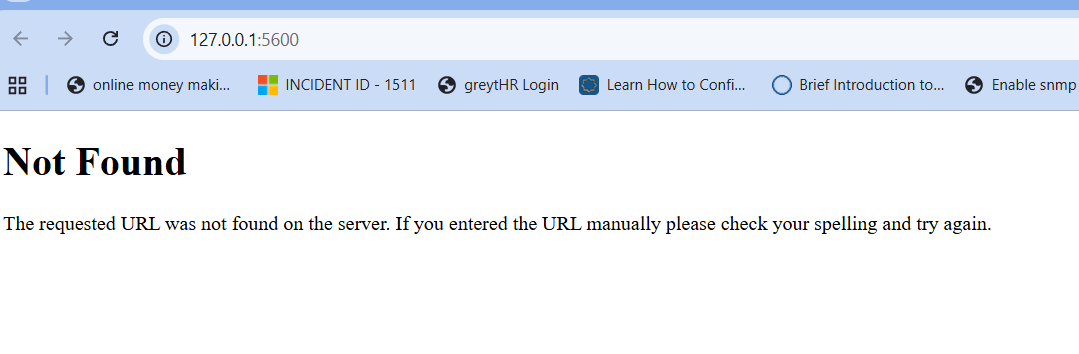 127.0.0.1:5600
online money maki... INCIDENT ID - 1511 greytHR Login Learn How to Confi... Brief Introduction to... Enable snmp
Not Found
The requested URL was not found on the server. If you entered the URL manually please check your spelling and try again.